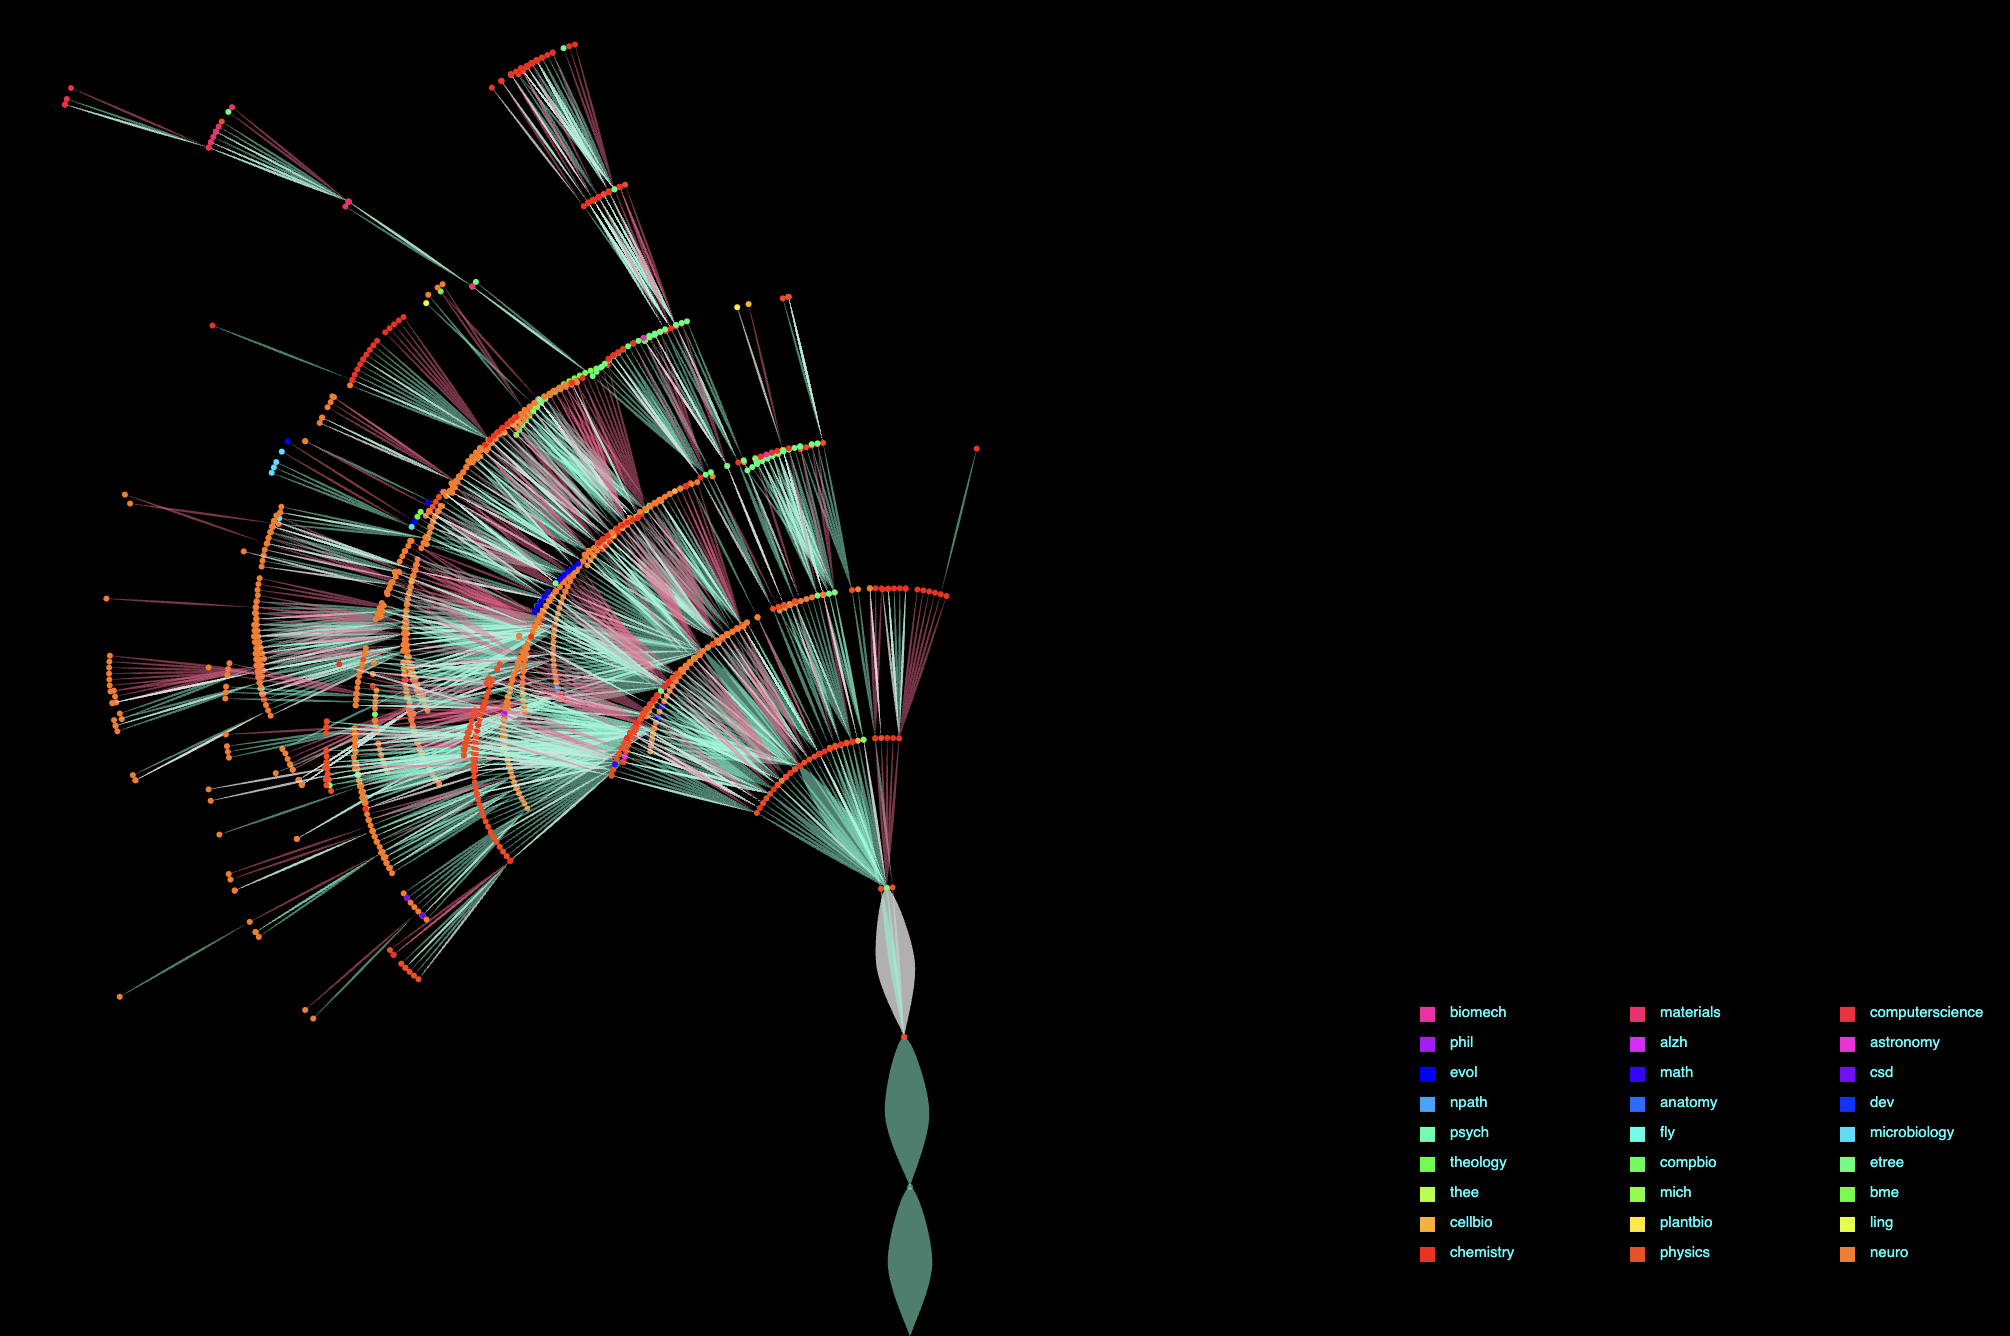 biomech materials computerscience
phil alzh astronomy
evol math csd
npath anatomy dev
psych fly microbiology
theology compbio etree
thee mich bme
cellbio plantbio ling
chemistry physics neuro